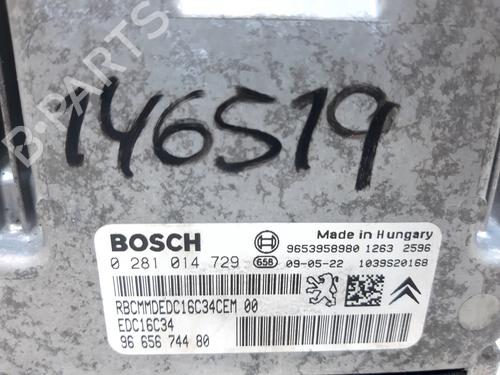 B-PARTS
146519
BOSCH
Made in Hungary
9653958980 1263 2596
0 281 014 729 658 09-05-22 1039S20168
RBCMMDEDC16C34CEM 00
EDC16C34
96 656 744 80